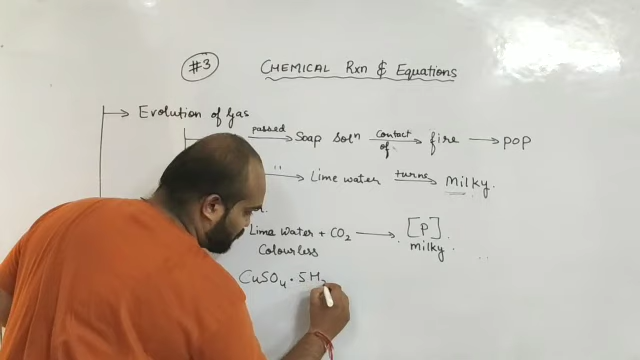 #3
CHEMICAL Rxn & Equations
Evolution of gas
passed Soap solⁿ contact of fire → pop
" Lime water turns milky.
Lime water + CO₂ → [P]
Colourless milky
CuSO₄ · 5H₂